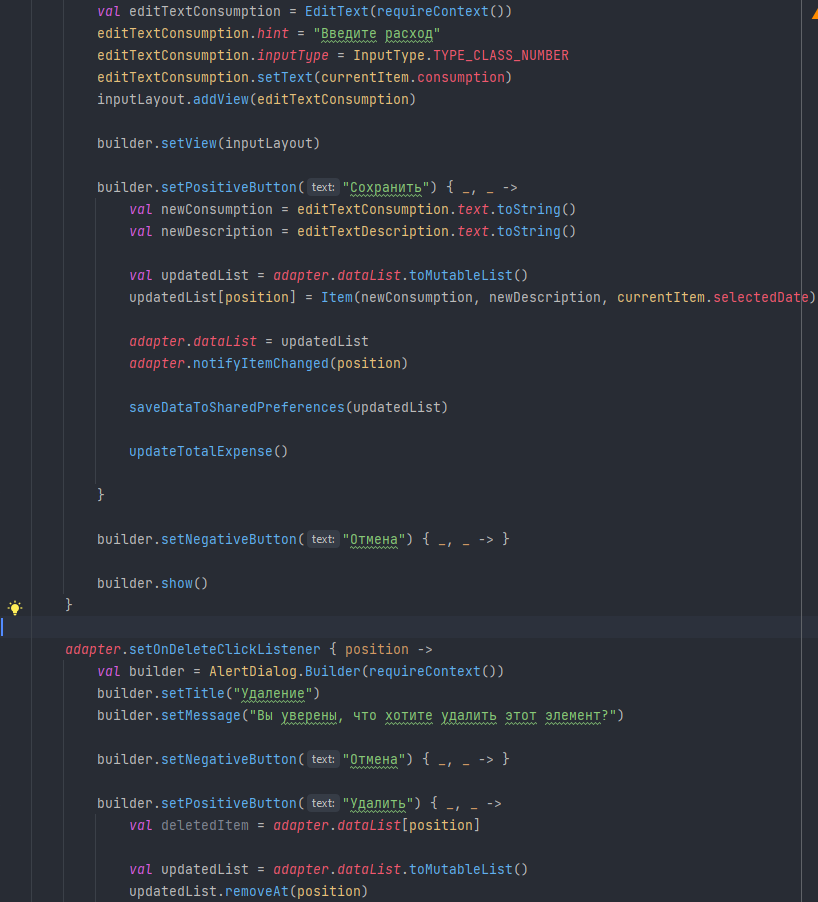 val editTextConsumption = EditText(requireContext())
editTextConsumption.hint = "Введите расход"
editTextConsumption.inputType = InputType.TYPE_CLASS_NUMBER
editTextConsumption.setText(currentItem.consumption)
inputLayout.addView(editTextConsumption)
builder.setView(inputLayout)
builder.setPositiveButton( text: "Сохранить") { _, _ ->
val newConsumption = editTextConsumption.text.toString()
val newDescription = editTextDescription.text.toString()
val updatedList = adapter.dataList.toMutableList()
updatedList[position] = Item(newConsumption, newDescription, currentItem.selectedDate)
adapter.dataList = updatedList
adapter.notifyItemChanged(position)
saveDataToSharedPreferences(updatedList)
updateTotalExpense()
}
builder.setNegativeButton( text: "Отмена") { _, _ -> }
builder.show()
}
adapter.setOnDeleteClickListener { position ->
val builder = AlertDialog.Builder(requireContext())
builder.setTitle("Удаление")
builder.setMessage("Вы уверены, что хотите удалить этот элемент?")
builder.setNegativeButton( text: "Отмена") { _, _ -> }
builder.setPositiveButton( text: "Удалить") { _, _ ->
val deletedItem = adapter.dataList[position]
val updatedList = adapter.dataList.toMutableList()
updatedList.removeAt(position)